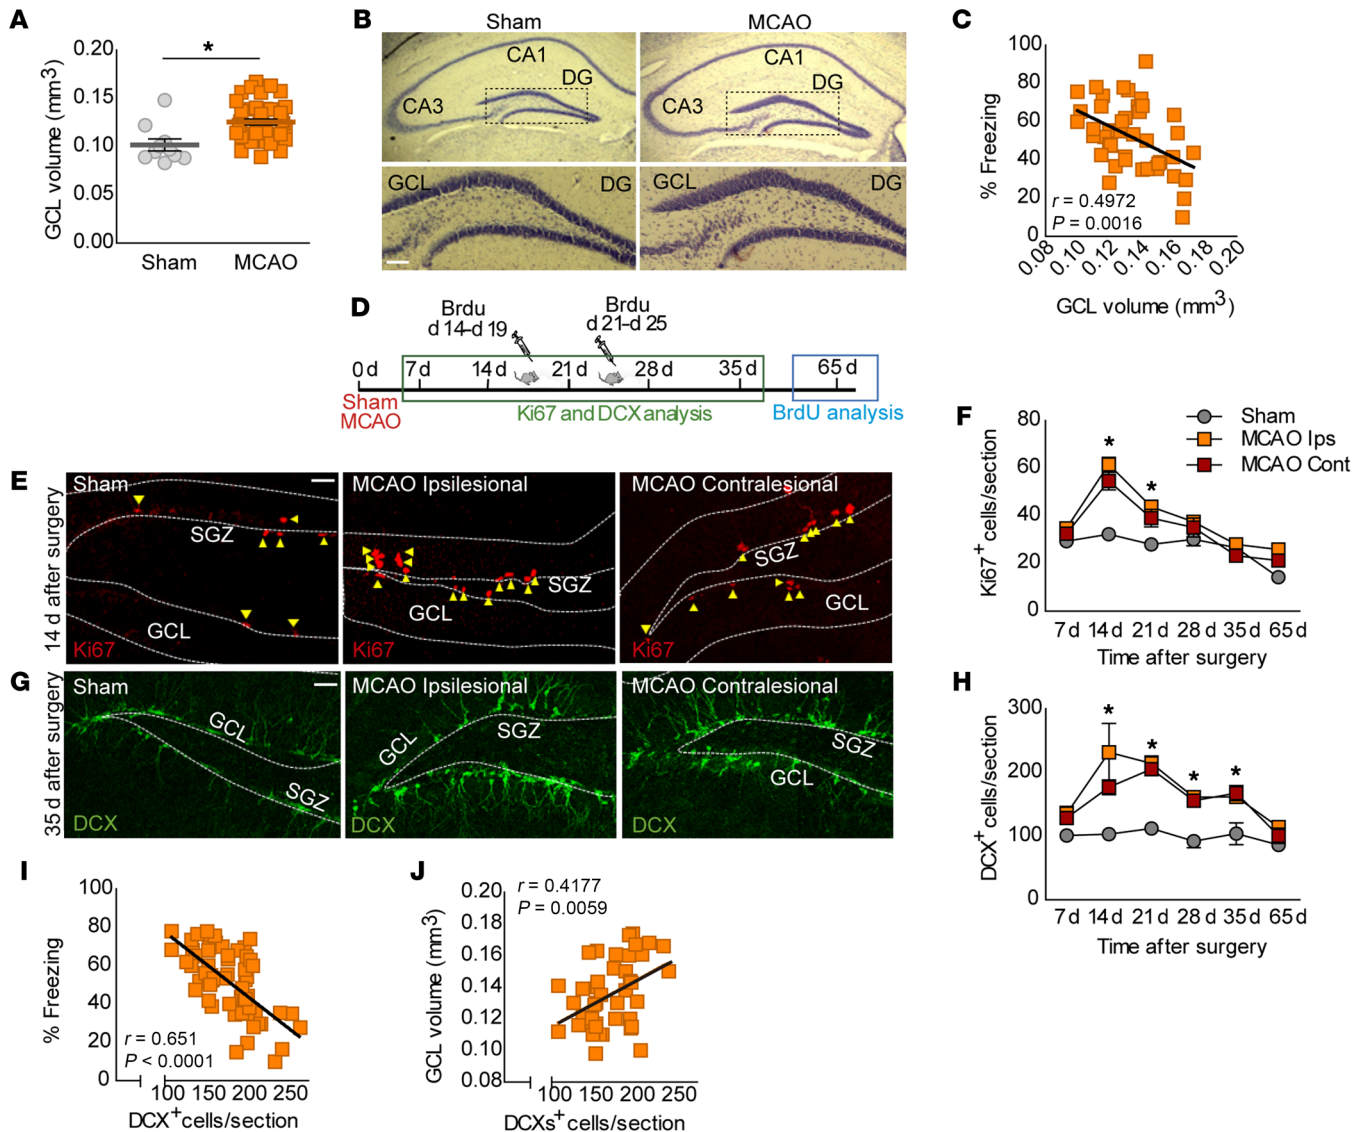 A
GCL volume (mm3)
0.20
0.15
0.10
0.05
0.00
*
Sham
MCAO
B
Sham
MCAO
CA1
DG
CA3
CA1
DG
CA3
GCL
DG
GCL
DG
C
% Freezing
100
80
60
40
20
0
r = 0.4972
P = 0.0016
0.08
0.10
0.12
0.14
0.16
0.18
0.20
GCL volume (mm3)
D
Brdu
d 14–d 19
Brdu
d 21–d 25
0 d
7 d
14 d
21 d
28 d
35 d
65 d
Sham
MCAO
Ki67 and DCX analysis
BrdU analysis
E
14 d after surgery
Sham
SGZ
GCL
Ki67
MCAO Ipsilesional
SGZ
GCL
Ki67
MCAO Contralesional
SGZ
GCL
Ki67
F
Ki67+ cells/section
80
60
40
20
0
*
*
Sham
MCAO Ips
MCAO Cont
7 d
14 d
21 d
28 d
35 d
65 d
Time after surgery
G
35 d after surgery
Sham
GCL
SGZ
DCX
MCAO Ipsilesional
GCL
SGZ
DCX
MCAO Contralesional
SGZ
GCL
DCX
H
DCX+ cells/section
300
200
100
0
*
*
*
*
7 d
14 d
21 d
28 d
35 d
65 d
Time after surgery
I
% Freezing
100
80
60
40
20
0
r = 0.651
P < 0.0001
100
150
200
250
DCX+cells/section
J
GCL volume (mm3)
0.20
0.16
0.14
0.12
0.10
0.08
r = 0.4177
P = 0.0059
100
150
200
250
DCXs+ cells/section